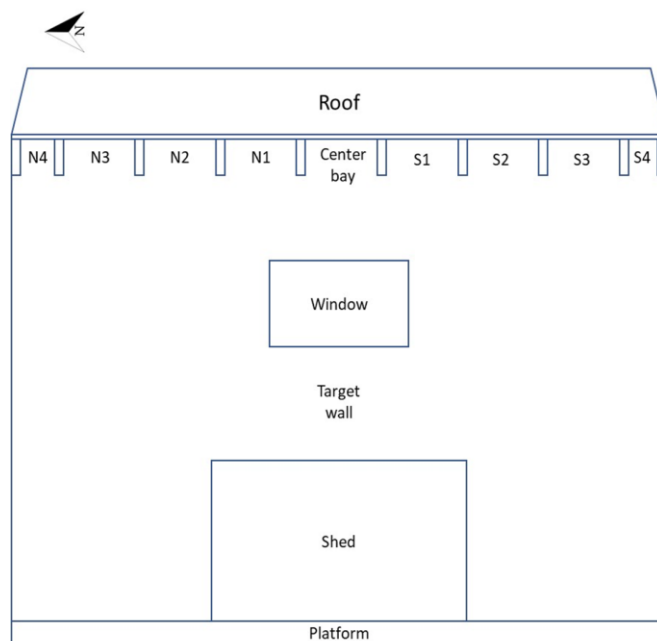 N
Roof
N4 N3 N2 N1 Center bay S1 S2 S3 S4
Window
Target
wall
Shed
Platform